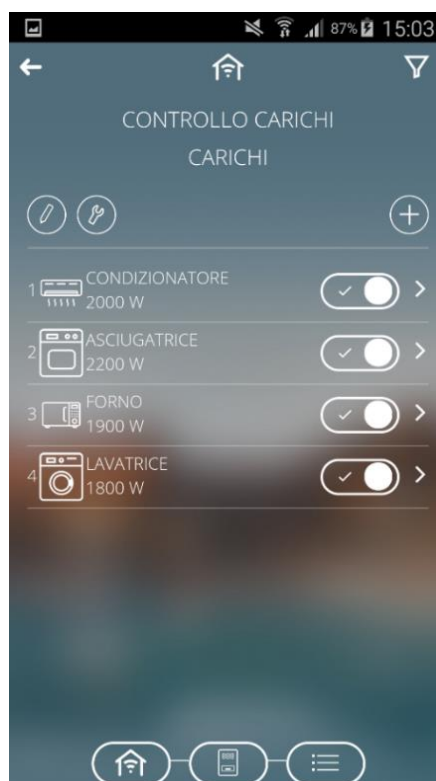 87% 15:03
CONTROLLO CARICHI
CARICHI
1 CONDIZIONATORE
2000 W
2 ASCIUGATRICE
2200 W
3 FORNO
1900 W
4 LAVATRICE
1800 W